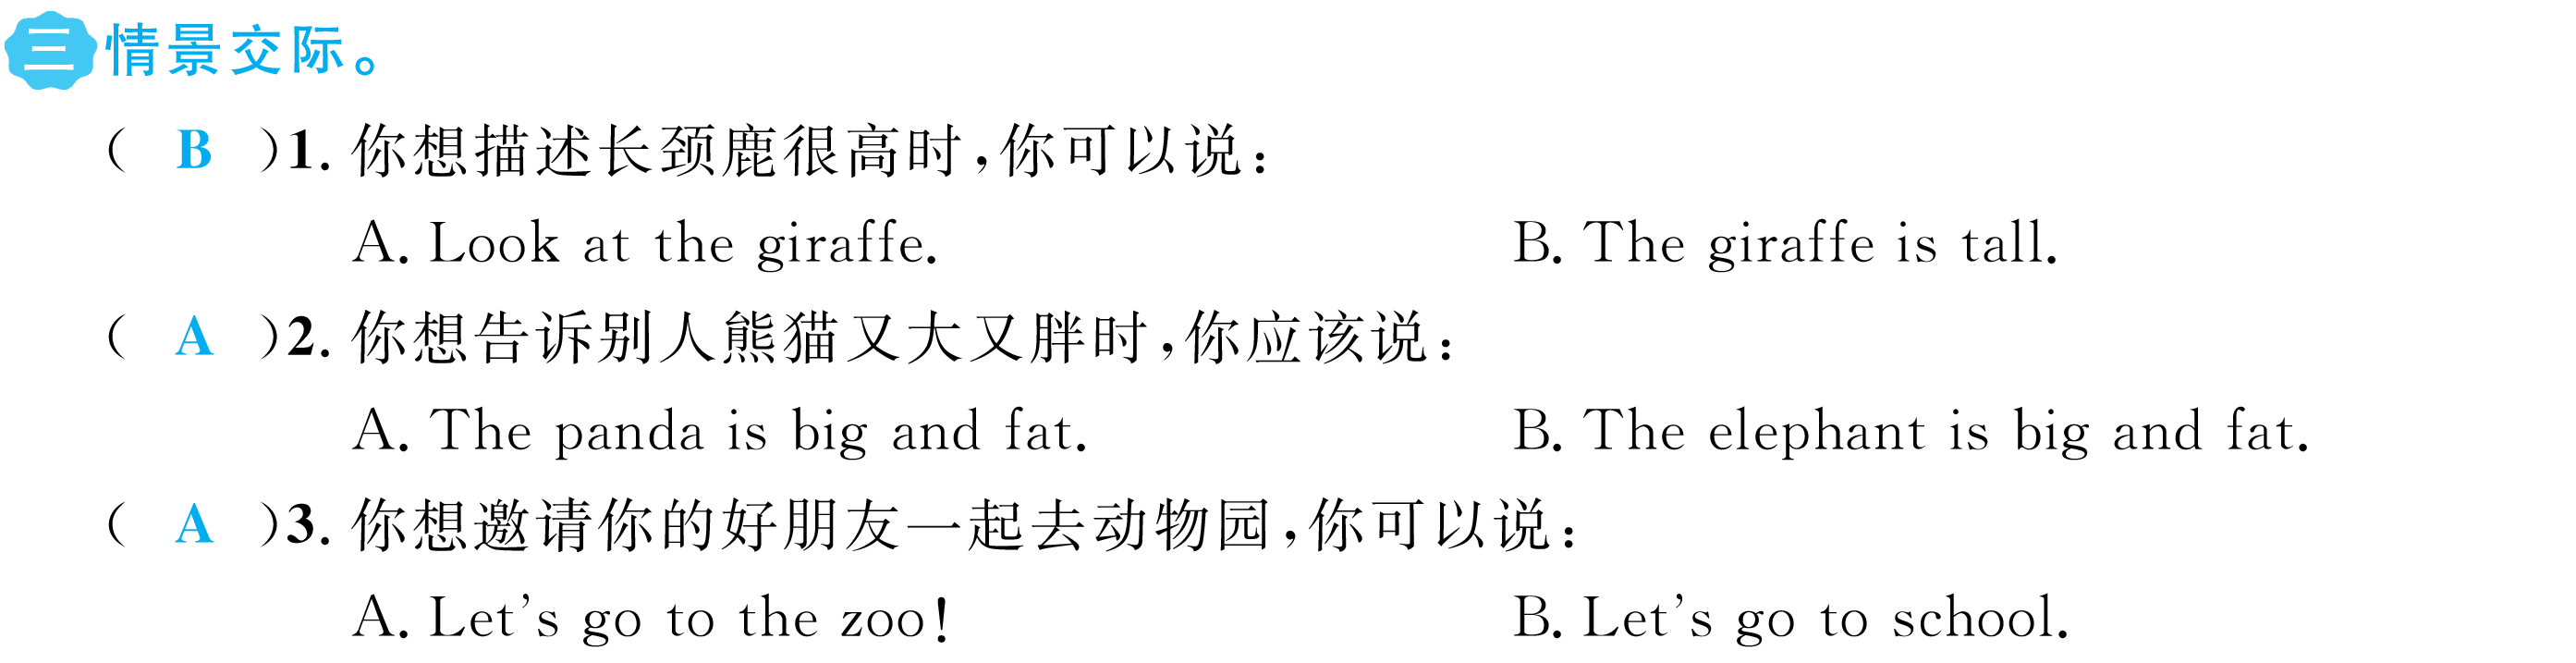 三 情景交际。
( B )1. 你想描述长颈鹿很高时,你可以说:
A. Look at the giraffe. B. The giraffe is tall.
( A )2. 你想告诉别人熊猫又大又胖时,你应该说:
A. The panda is big and fat. B. The elephant is big and fat.
( A )3. 你想邀请你的好朋友一起去动物园,你可以说:
A. Let's go to the zoo! B. Let's go to school.